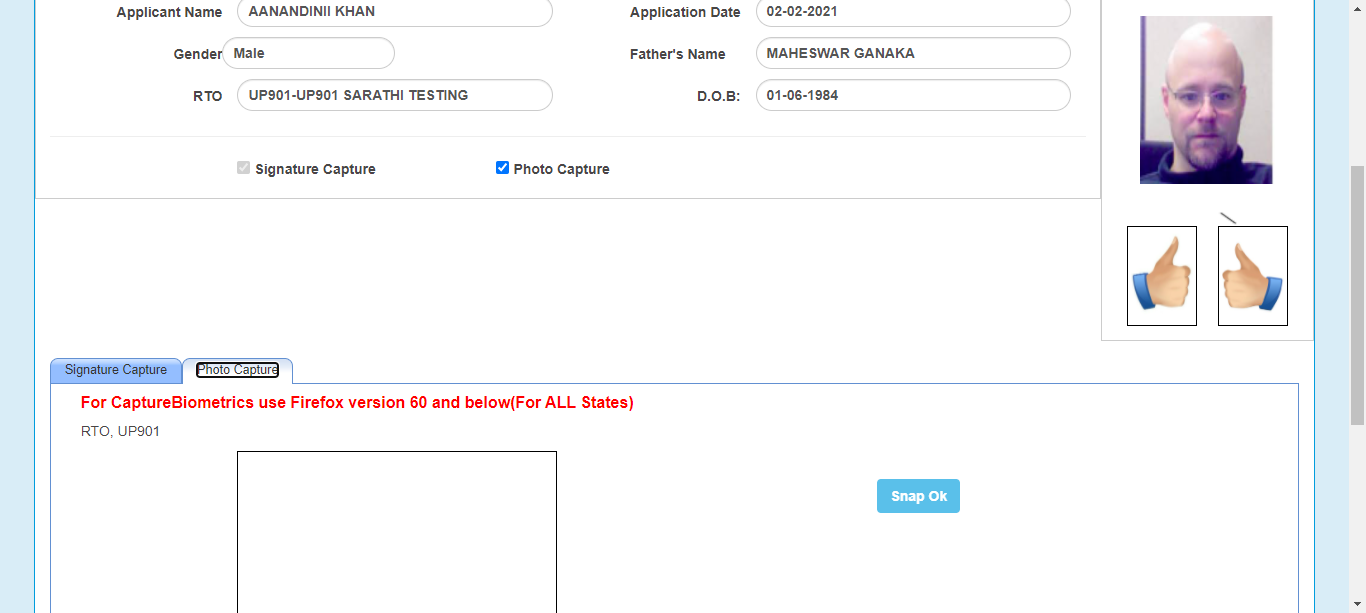 Applicant Name AANANDINII KHAN Application Date 02-02-2021
Gender Male Father's Name MAHESWAR GANAKA
RTO UP901-UP901 SARATHI TESTING D.O.B: 01-06-1984
Signature Capture Photo Capture
Signature Capture Photo Capture
For CaptureBiometrics use Firefox version 60 and below(For ALL States)
RTO, UP901
Snap Ok